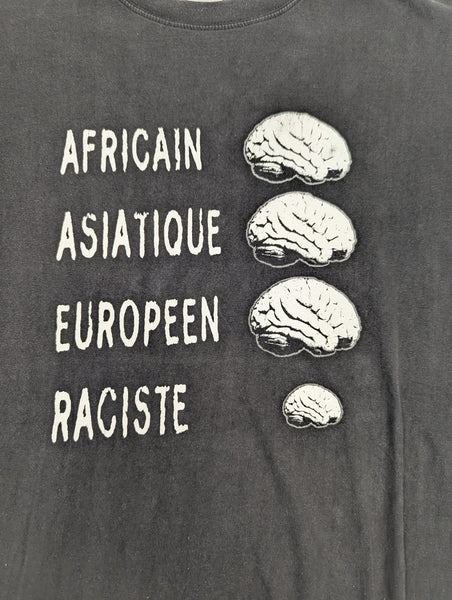 AFRICAIN
ASIATIQUE
EUROPEEN
RACISTE